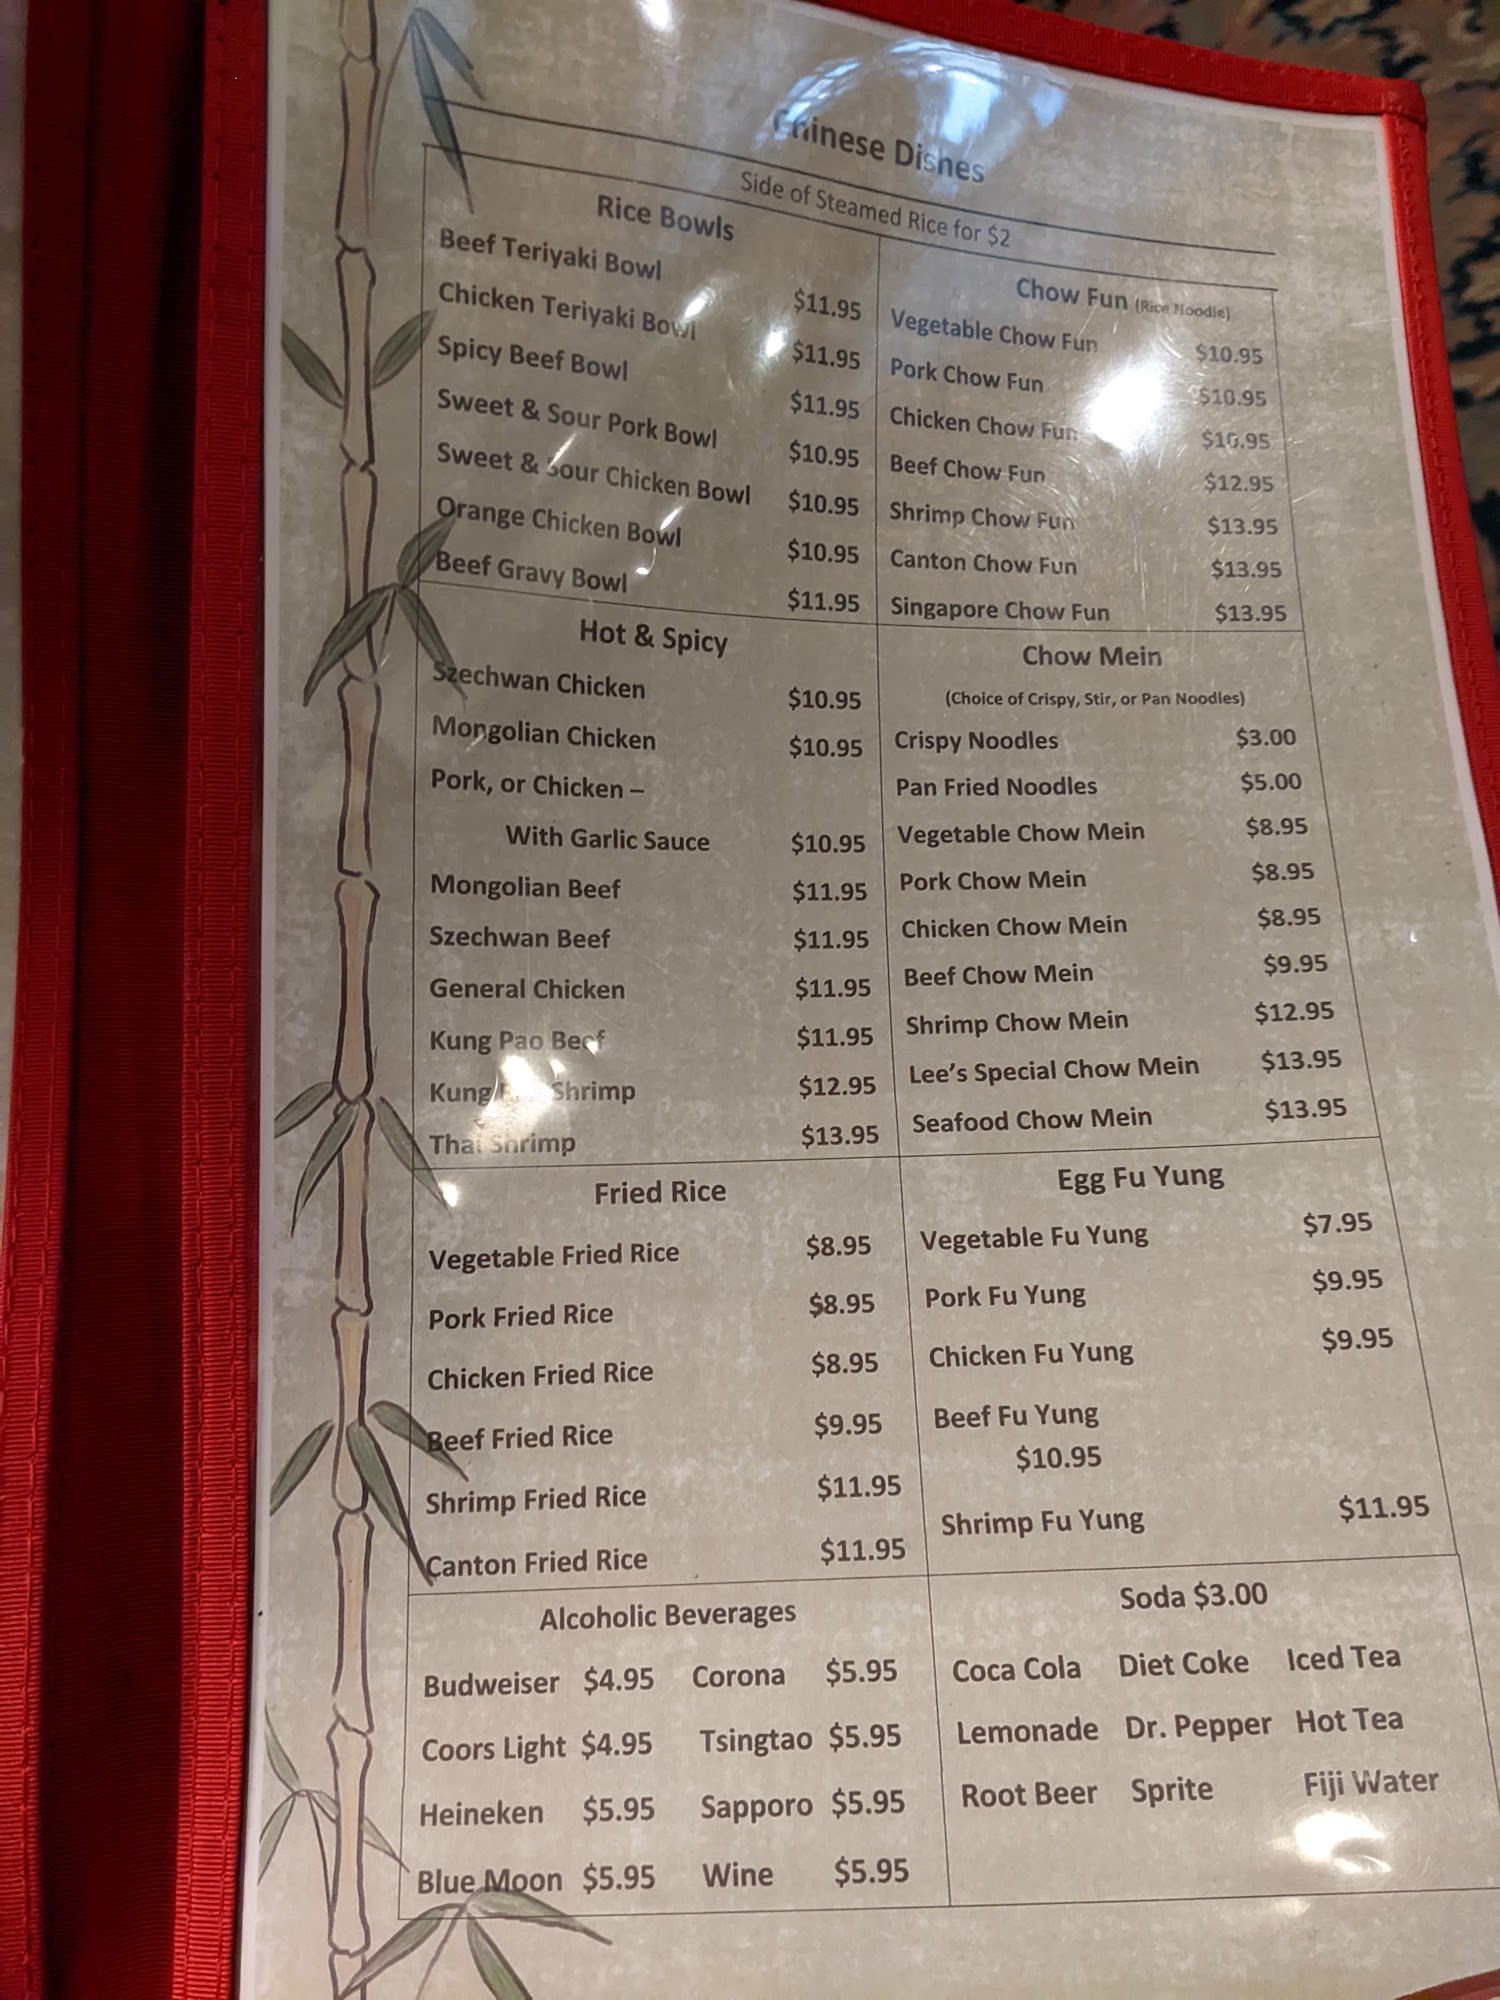 Chinese Dishes
Side of Steamed Rice for $2
Rice Bowls
Beef Teriyaki Bowl $11.95
Chicken Teriyaki Bowl $11.95
Spicy Beef Bowl $11.95
Sweet & Sour Pork Bowl $10.95
Sweet & Sour Chicken Bowl $10.95
Orange Chicken Bowl $10.95
Beef Gravy Bowl $11.95
Hot & Spicy
Szechwan Chicken $10.95
Mongolian Chicken $10.95
Pork, or Chicken –
With Garlic Sauce $10.95
Mongolian Beef $11.95
Szechwan Beef $11.95
General Chicken $11.95
Kung Pao Beef $11.95
Kung Shrimp $12.95
Thai Shrimp $13.95
Fried Rice
Vegetable Fried Rice $8.95
Pork Fried Rice $8.95
Chicken Fried Rice $8.95
Beef Fried Rice $9.95
Shrimp Fried Rice $11.95
Canton Fried Rice $11.95
Alcoholic Beverages
Budweiser $4.95 Corona $5.95
Coors Light $4.95 Tsingtao $5.95
Heineken $5.95 Sapporo $5.95
Blue Moon $5.95 Wine $5.95
Chow Fun (Rice Noodle)
Vegetable Chow Fun $10.95
Pork Chow Fun $10.95
Chicken Chow Fun $10.95
Beef Chow Fun $12.95
Shrimp Chow Fun $13.95
Canton Chow Fun $13.95
Singapore Chow Fun $13.95
Chow Mein
(Choice of Crispy, Stir, or Pan Noodles)
Crispy Noodles $3.00
Pan Fried Noodles $5.00
Vegetable Chow Mein $8.95
Pork Chow Mein $8.95
Chicken Chow Mein $8.95
Beef Chow Mein $9.95
Shrimp Chow Mein $12.95
Lee's Special Chow Mein $13.95
Seafood Chow Mein $13.95
Egg Fu Yung
Vegetable Fu Yung $7.95
Pork Fu Yung $9.95
Chicken Fu Yung $9.95
Beef Fu Yung
$10.95
Shrimp Fu Yung $11.95
Soda $3.00
Coca Cola Diet Coke Iced Tea
Lemonade Dr. Pepper Hot Tea
Root Beer Sprite Fiji Water